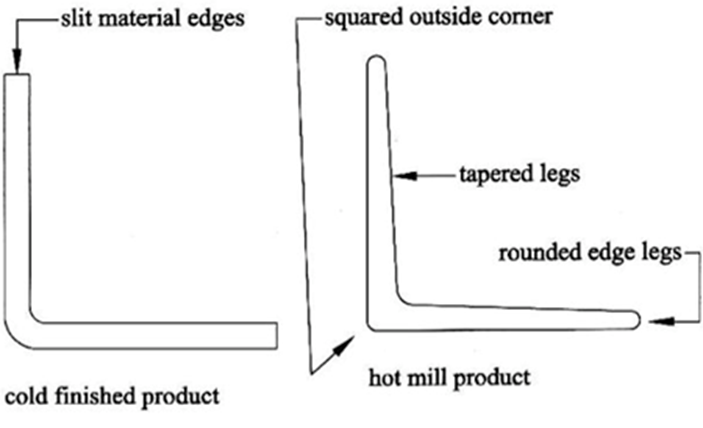 slit material edges
squared outside corner
tapered legs
rounded edge legs
hot mill product
cold finished product